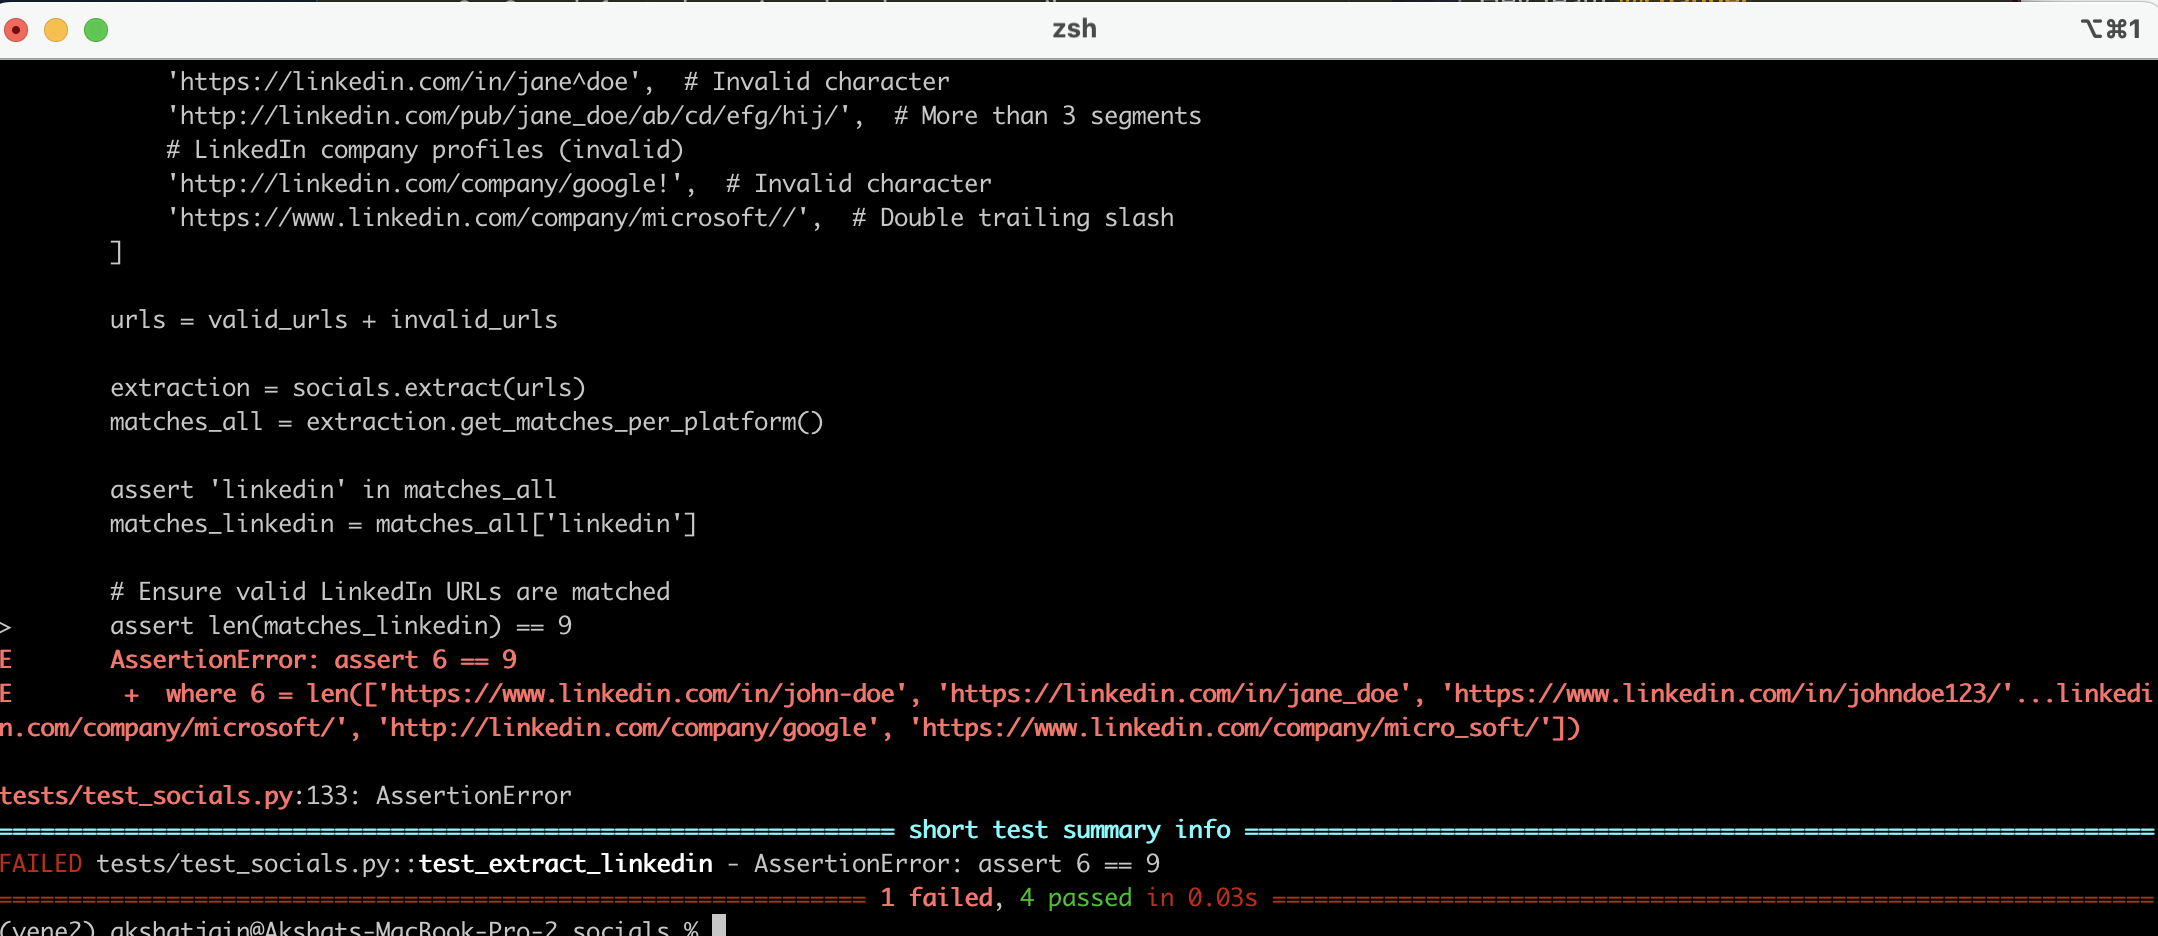 zsh
⌥⌘1
'https://linkedin.com/in/jane^doe',  # Invalid character
'http://linkedin.com/pub/jane_doe/ab/cd/efg/hij/',  # More than 3 segments
# LinkedIn company profiles (invalid)
'http://linkedin.com/company/google!',  # Invalid character
'https://www.linkedin.com/company/microsoft//',  # Double trailing slash
]
urls = valid_urls + invalid_urls
extraction = socials.extract(urls)
matches_all = extraction.get_matches_per_platform()
assert 'linkedin' in matches_all
matches_linkedin = matches_all['linkedin']
# Ensure valid LinkedIn URLs are matched
>       assert len(matches_linkedin) == 9
E       AssertionError: assert 6 == 9
E        +  where 6 = len(['https://www.linkedin.com/in/john-doe', 'https://linkedin.com/in/jane_doe', 'https://www.linkedin.com/in/johndoe123/'...linkedi
n.com/company/microsoft/', 'http://linkedin.com/company/google', 'https://www.linkedin.com/company/micro_soft/'])
tests/test_socials.py:133: AssertionError
short test summary info
FAILED tests/test_socials.py::test_extract_linkedin - AssertionError: assert 6 == 9
1 failed, 4 passed in 0.03s
(vene2) akshatjain@Akshats-MacBook-Pro-2 socials %